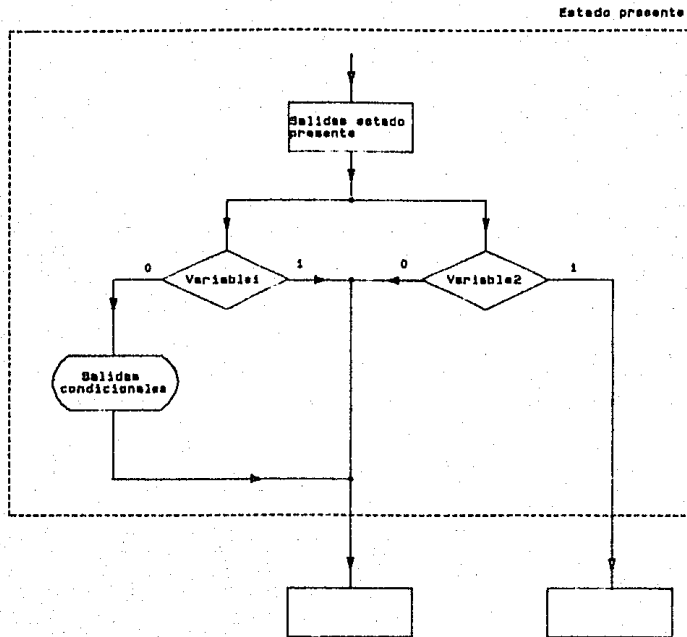 Estado presente
Salidas estado
presente
0
Variable1
1
0
Variable2
1
Salidas
condicionales